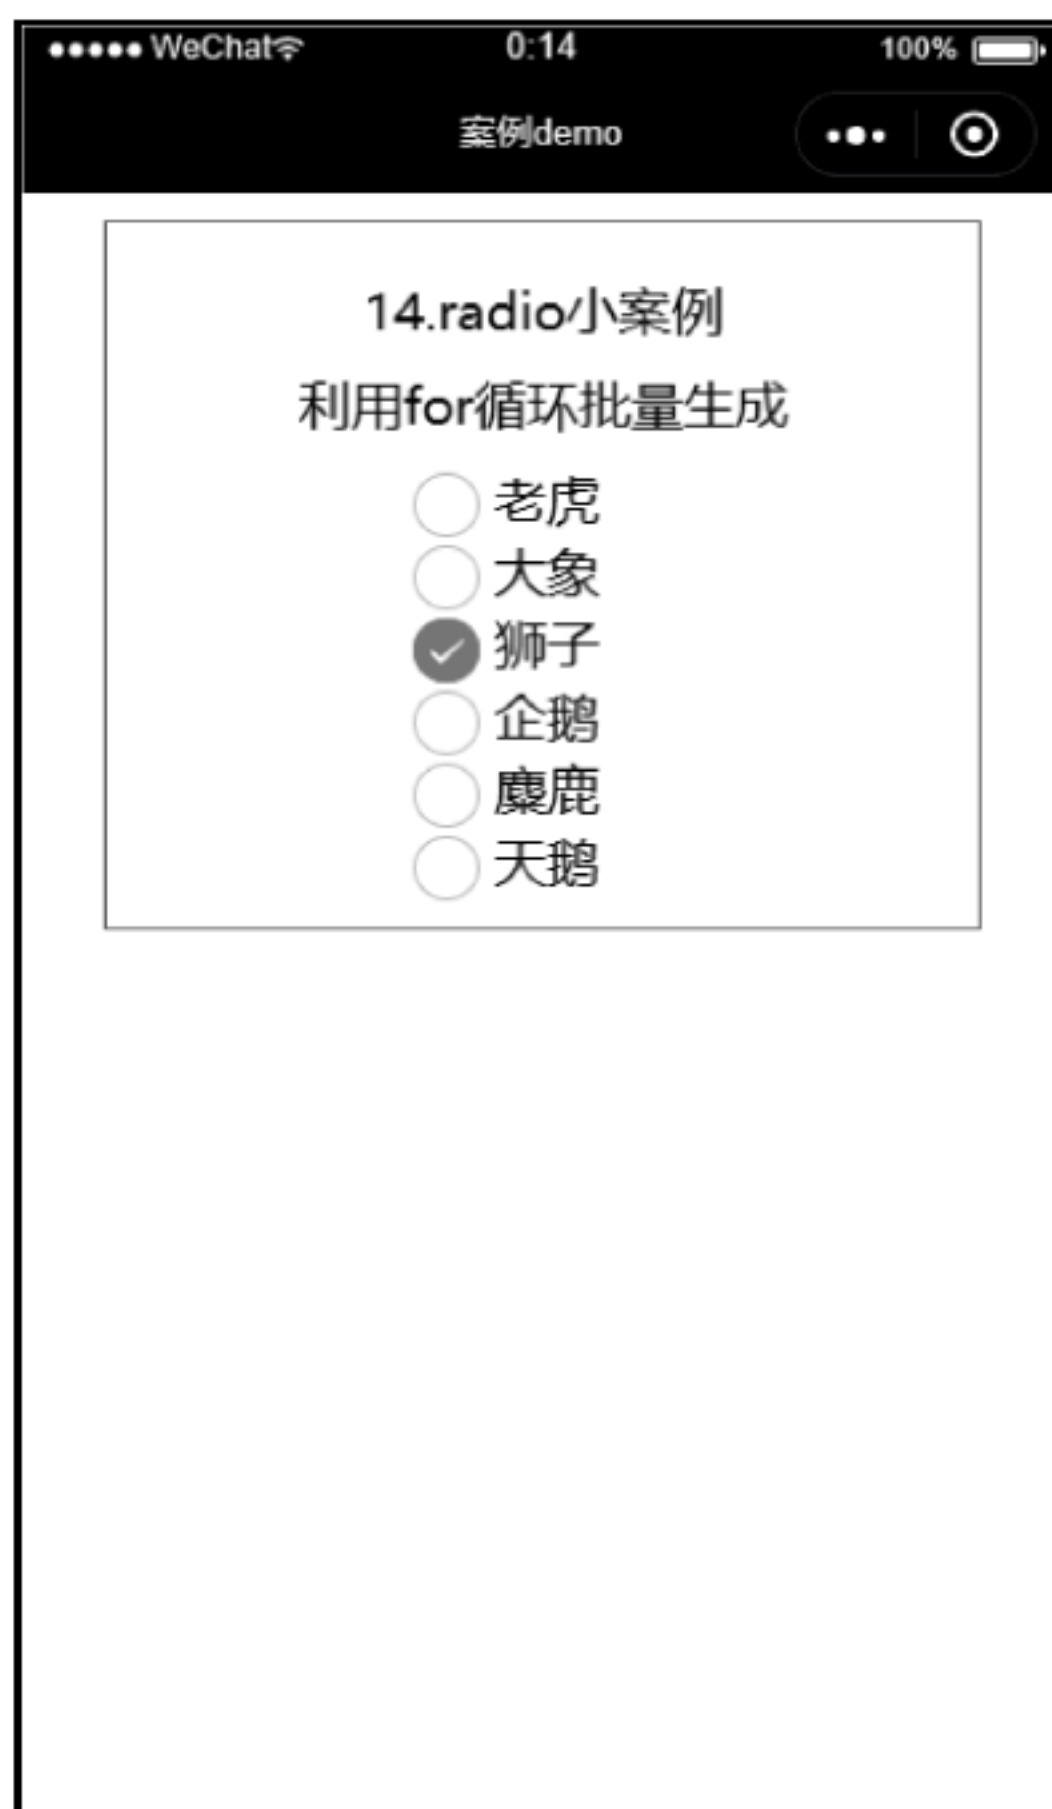 WeChat 0:14 100%
案例demo
14.radio小案例
利用for循环批量生成
老虎
大象
狮子
企鹅
麋鹿
天鹅